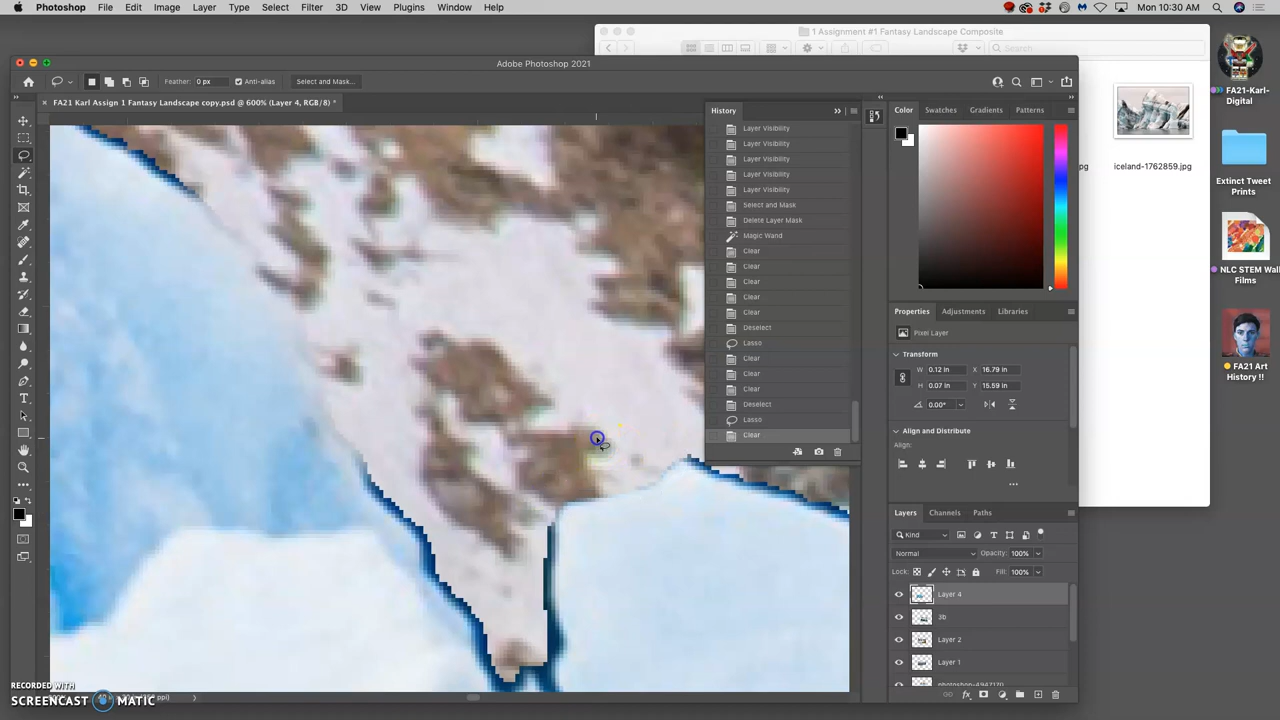 Photoshop File Edit Image Layer Type Select Filter 3D View Plugins Window Help
Mon 10:30 AM
1 Assignment #1 Fantasy Landscape Composite
Search
Adobe Photoshop 2021
Feather: 0 px Anti-alias Select and Mask...
FA21 Karl Assign 1 Fantasy Landscape copy.psd @ 600% (Layer 4, RGB/8) *
History
Layer Visibility
Layer Visibility
Layer Visibility
Layer Visibility
Layer Visibility
Select and Mask
Delete Layer Mask
Magic Wand
Clear
Clear
Clear
Clear
Clear
Deselect
Lasso
Clear
Clear
Clear
Deselect
Lasso
Clear
Color Swatches Gradients Patterns
Properties Adjustments Libraries
Pixel Layer
Transform
W 0.12 in X 16.79 in
H 0.07 in Y 15.59 in
0.00°
Align and Distribute
Align:
Layers Channels Paths
Kind
Normal Opacity: 100%
Lock: Fill: 100%
Layer 4
3b
Layer 2
Layer 1
pg iceland-1762859.jpg
FA21-Karl-
Digital
Extinct Tweet
Prints
NLC STEM Wall
Films
FA21 Art
History !!
RECORDED WITH
SCREENCAST MATIC